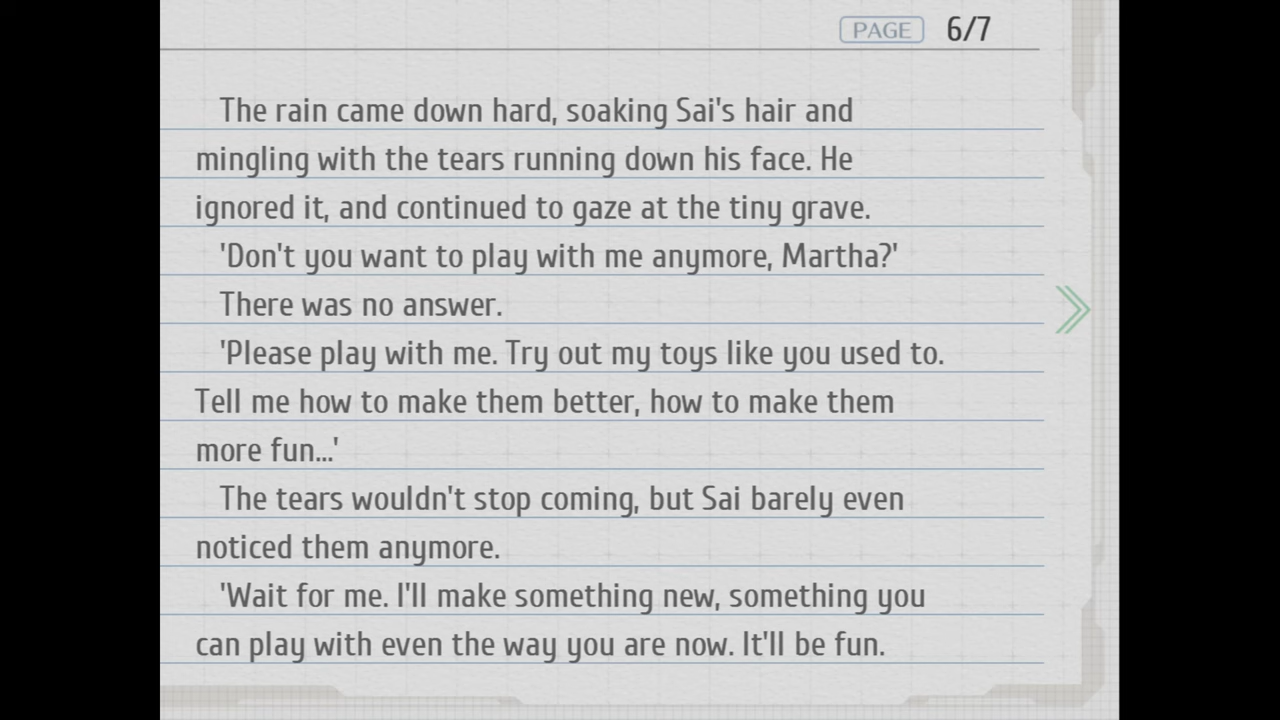 PAGE 6/7
The rain came down hard, soaking Sai's hair and
mingling with the tears running down his face. He
ignored it, and continued to gaze at the tiny grave.
'Don't you want to play with me anymore, Martha?'
There was no answer.
'Please play with me. Try out my toys like you used to.
Tell me how to make them better, how to make them
more fun...'
The tears wouldn't stop coming, but Sai barely even
noticed them anymore.
'Wait for me. I'll make something new, something you
can play with even the way you are now. It'll be fun.